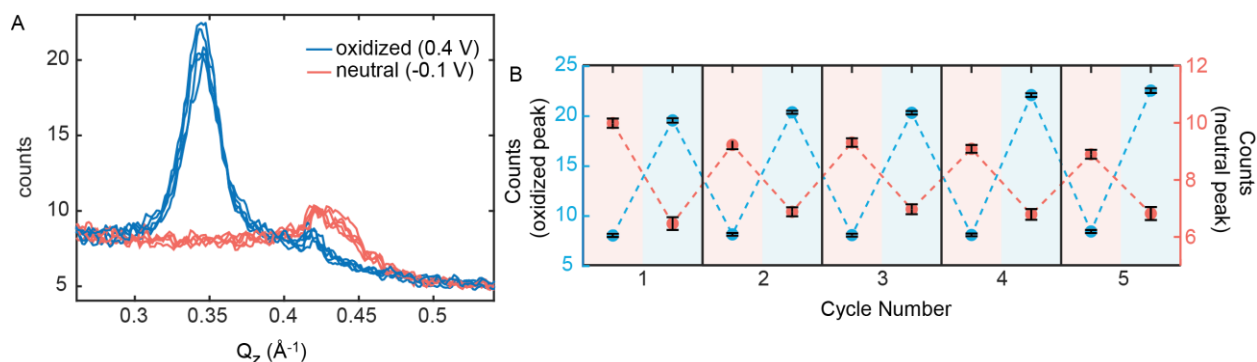 A
counts
20
15
10
5
oxidized (0.4 V)
neutral (-0.1 V)
0.3
0.35
0.4
0.45
0.5
Qz (Å⁻¹)
B
Counts
(oxidized peak)
25
20
15
10
5
12
10
8
6
Counts
(neutral peak)
1
2
3
4
5
Cycle Number